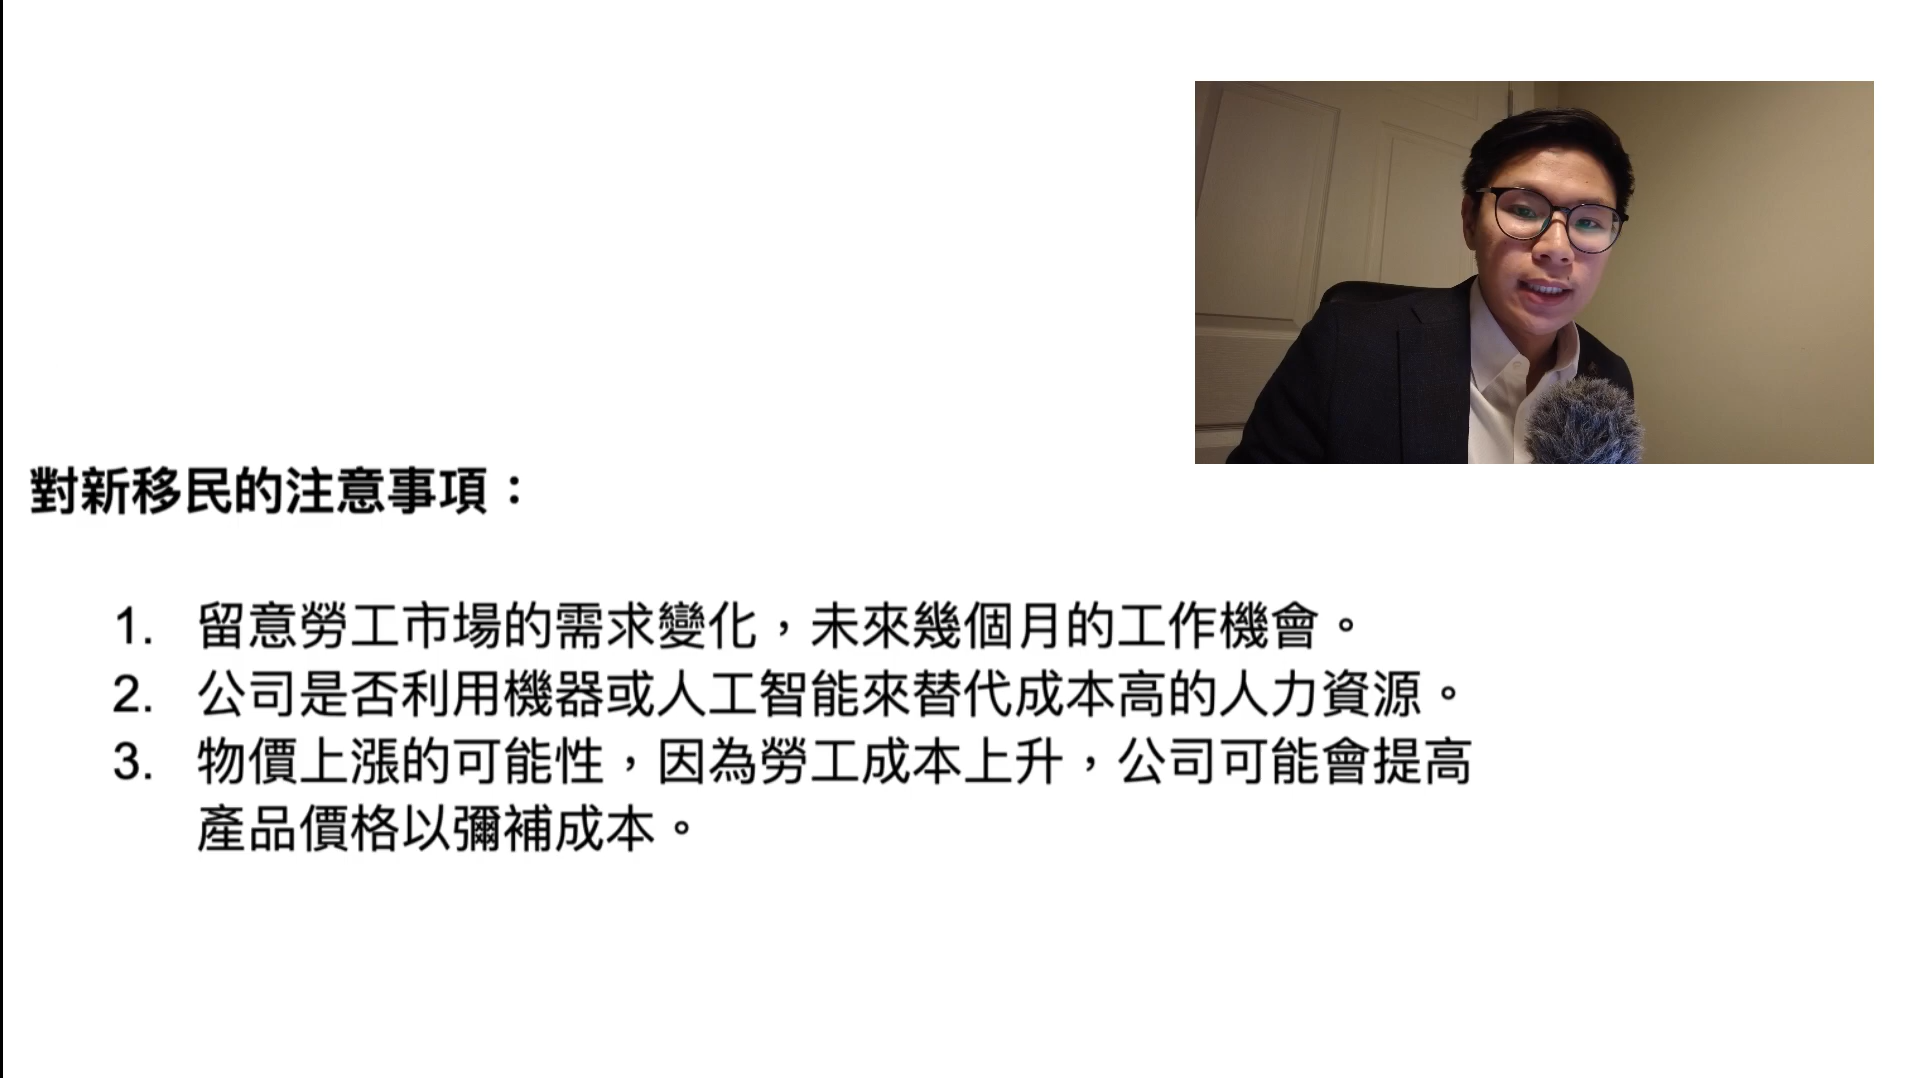 對新移民的注意事項：
1. 留意勞工市場的需求變化，未來幾個月的工作機會。
2. 公司是否利用機器或人工智能來替代成本高的人力資源。
3. 物價上漲的可能性，因為勞工成本上升，公司可能會提高
產品價格以彌補成本。